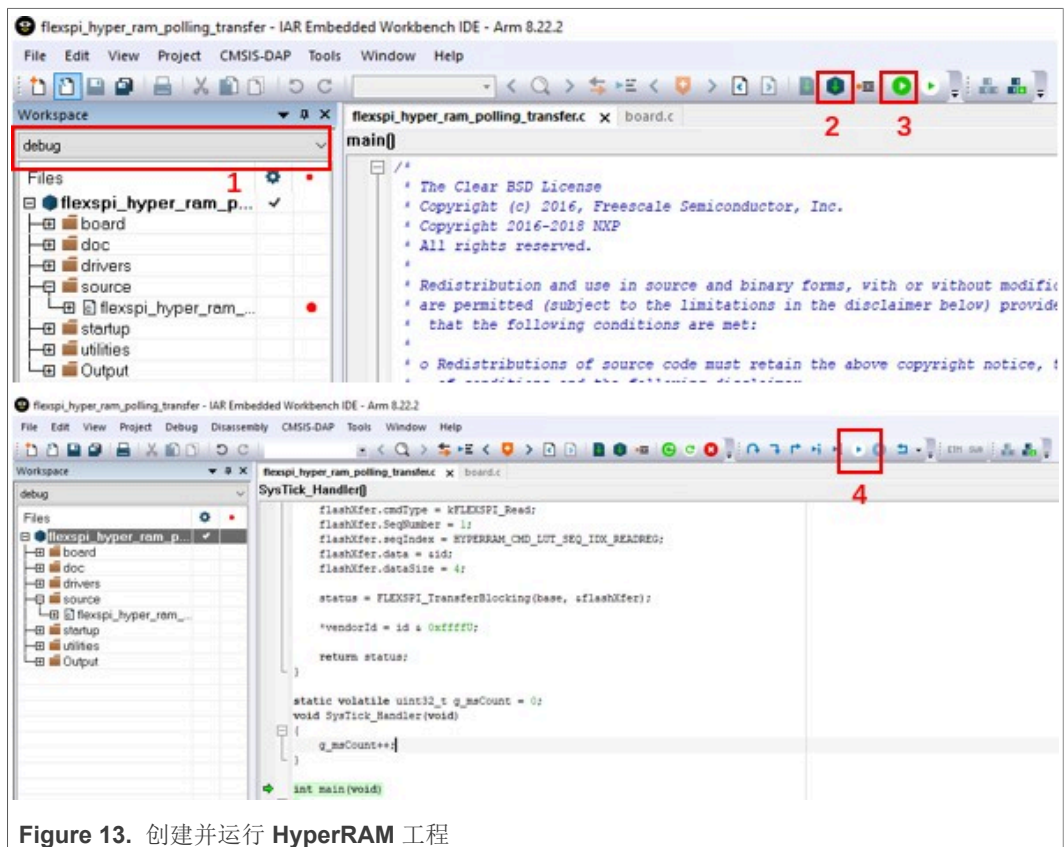 flexspi_hyper_ram_polling_transfer - IAR Embedded Workbench IDE - Arm 8.22.2
File Edit View Project CMSIS-DAP Tools Window Help
Workspace
flexspi_hyper_ram_polling_transfer.c x board.c
2 3
debug
main()
1
Files
flexspi_hyper_ram_p...
board
doc
drivers
source
flexspi_hyper_ram_...
startup
utilities
Output
/*
* The Clear BSD License
* Copyright (c) 2016, Freescale Semiconductor, Inc.
* Copyright 2016-2018 NXP
* All rights reserved.
*
* Redistribution and use in source and binary forms, with or without modific
* are permitted (subject to the limitations in the disclaimer below) provide
* that the following conditions are met:
*
* o Redistributions of source code must retain the above copyright notice,
flexspi_hyper_ram_polling_transfer - IAR Embedded Workbench IDE - Arm 8.22.2
File Edit View Project Debug Disassembly CMSIS-DAP Tools Window Help
Workspace
flexspi_hyper_ram_polling_transfer.c x board.c
4
debug
SysTick_Handler()
Files
flexspi_hyper_ram_p...
board
doc
drivers
source
flexspi_hyper_ram_...
startup
utilities
Output
flashXfer.cmdType = kFLEXSPI_Read;
flashXfer.SeqNumber = 1;
flashXfer.seqIndex = HYPERRAM_CMD_LUT_SEQ_IDX_READREG;
flashXfer.data = &id;
flashXfer.dataSize = 4;
status = FLEXSPI_TransferBlocking(base, &flashXfer);
*vendorId = id & 0xffffU;
return status;
}
static volatile uint32_t g_msCount = 0;
void SysTick_Handler(void)
{
g_msCount++;
}
int main(void)
Figure 13. 创建并运行 HyperRAM 工程